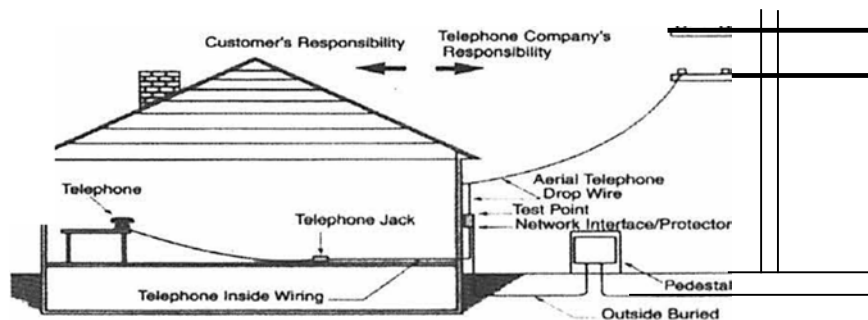 Customer's Responsibility
Telephone Company's
Responsibility
Telephone
Telephone Jack
Telephone Inside Wiring
Aerial Telephone
Drop Wire
Test Point
Network Interface/Protector
Pedestal
Outside Buried